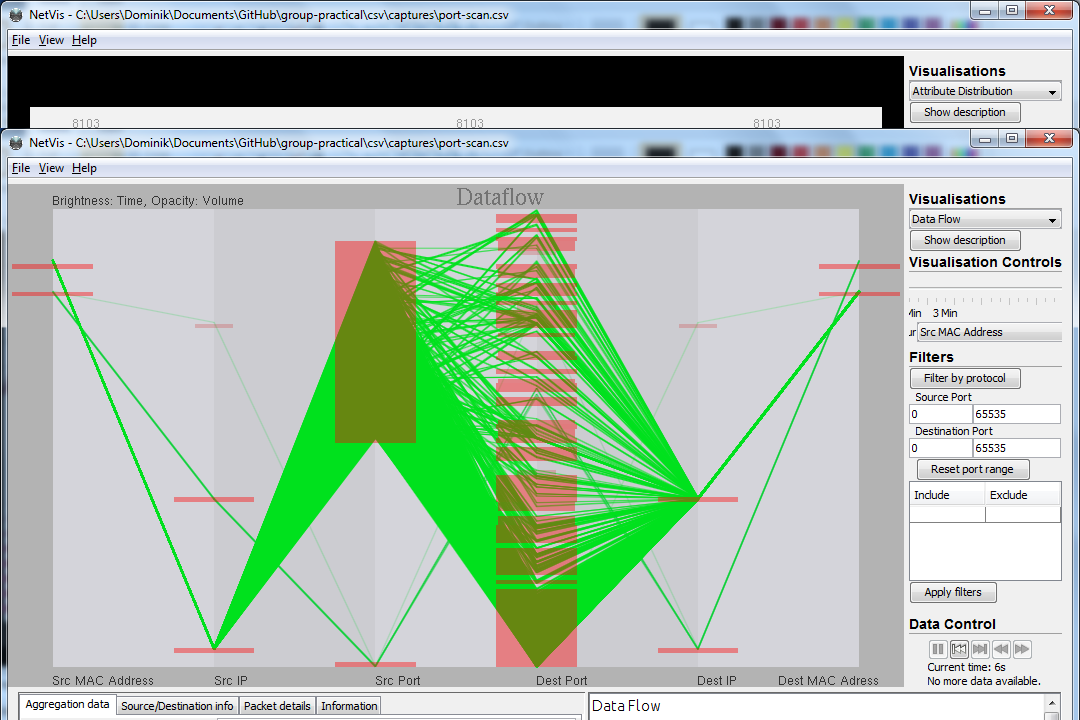 NetVis - C:\Users\Dominik\Documents\GitHub\group-practical\csv\captures\port-scan.csv
File View Help
Visualisations
Attribute Distribution
Show description
8103 8103 8103
NetVis - C:\Users\Dominik\Documents\GitHub\group-practical\csv\captures\port-scan.csv
File View Help
Brightness: Time, Opacity: Volume
Dataflow
Src MAC Address Src IP Src Port Dest Port Dest IP Dest MAC Adress
Visualisations
Data Flow
Show description
Visualisation Controls
3 Min
Src MAC Address
Filters
Filter by protocol
Source Port
0 65535
Destination Port
0 65535
Reset port range
Include Exclude
Apply filters
Data Control
Current time: 6s
No more data available.
Aggregation data Source/Destination info Packet details Information
Data Flow